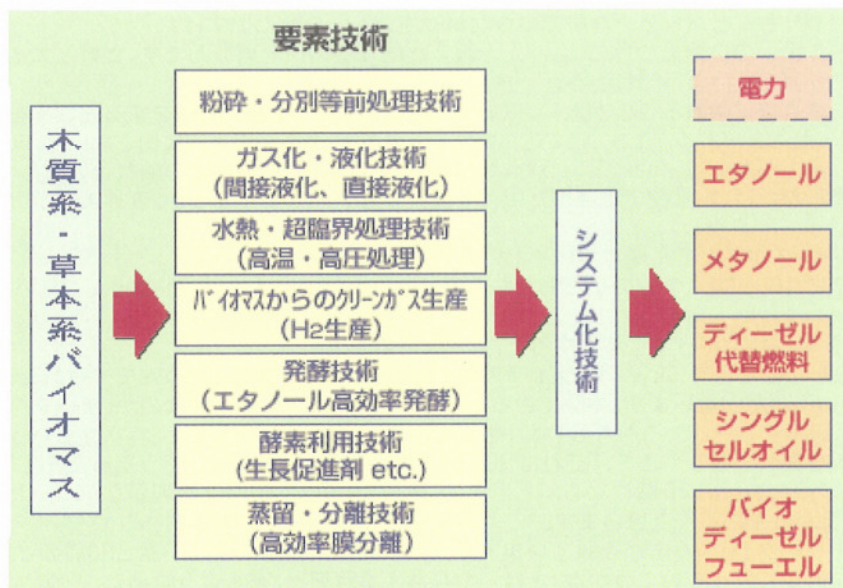 要素技術
木質系・草本系バイオマス
粉砕・分別等前処理技術
ガス化・液化技術
(間接液化、直接液化)
水熱・超臨界処理技術
(高温・高圧処理)
ﾊﾞｲｵﾏｽからのｸﾘｰﾝｶﾞｽ生産
(H2生産)
発酵技術
(エタノール高効率発酵)
酵素利用技術
(生長促進剤 etc.)
蒸留・分離技術
(高効率膜分離)
システム化技術
電力
エタノール
メタノール
ディーゼル
代替燃料
シングル
セルオイル
バイオ
ディーゼル
フューエル